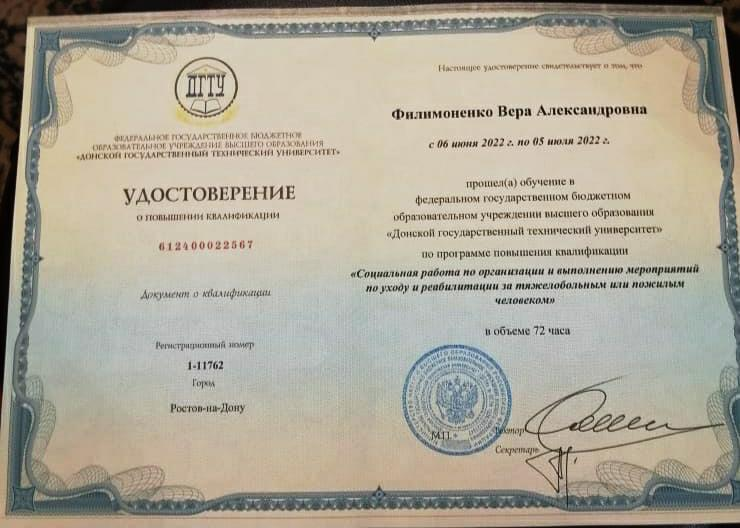 ДГТУ
ФЕДЕРАЛЬНОЕ ГОСУДАРСТВЕННОЕ БЮДЖЕТНОЕ
ОБРАЗОВАТЕЛЬНОЕ УЧРЕЖДЕНИЕ ВЫСШЕГО ОБРАЗОВАНИЯ
«ДОНСКОЙ ГОСУДАРСТВЕННЫЙ ТЕХНИЧЕСКИЙ УНИВЕРСИТЕТ»
УДОСТОВЕРЕНИЕ
О ПОВЫШЕНИИ КВАЛИФИКАЦИИ
612400022567
Документ о квалификации
Регистрационный номер
1-11762
Город
Ростов-на-Дону
Настоящее удостоверение свидетельствует о том, что
Филимоненко Вера Александровна
с 06 июня 2022 г. по 05 июля 2022 г.
прошел(а) обучение в
федеральном государственном бюджетном
образовательном учреждении высшего образования
«Донской государственный технический университет»
по программе повышения квалификации
«Социальная работа по организации и выполнению мероприятий
по уходу и реабилитации за тяжелобольным или пожилым
человеком»
в объеме 72 часа
М.П.
Ректор
Секретарь